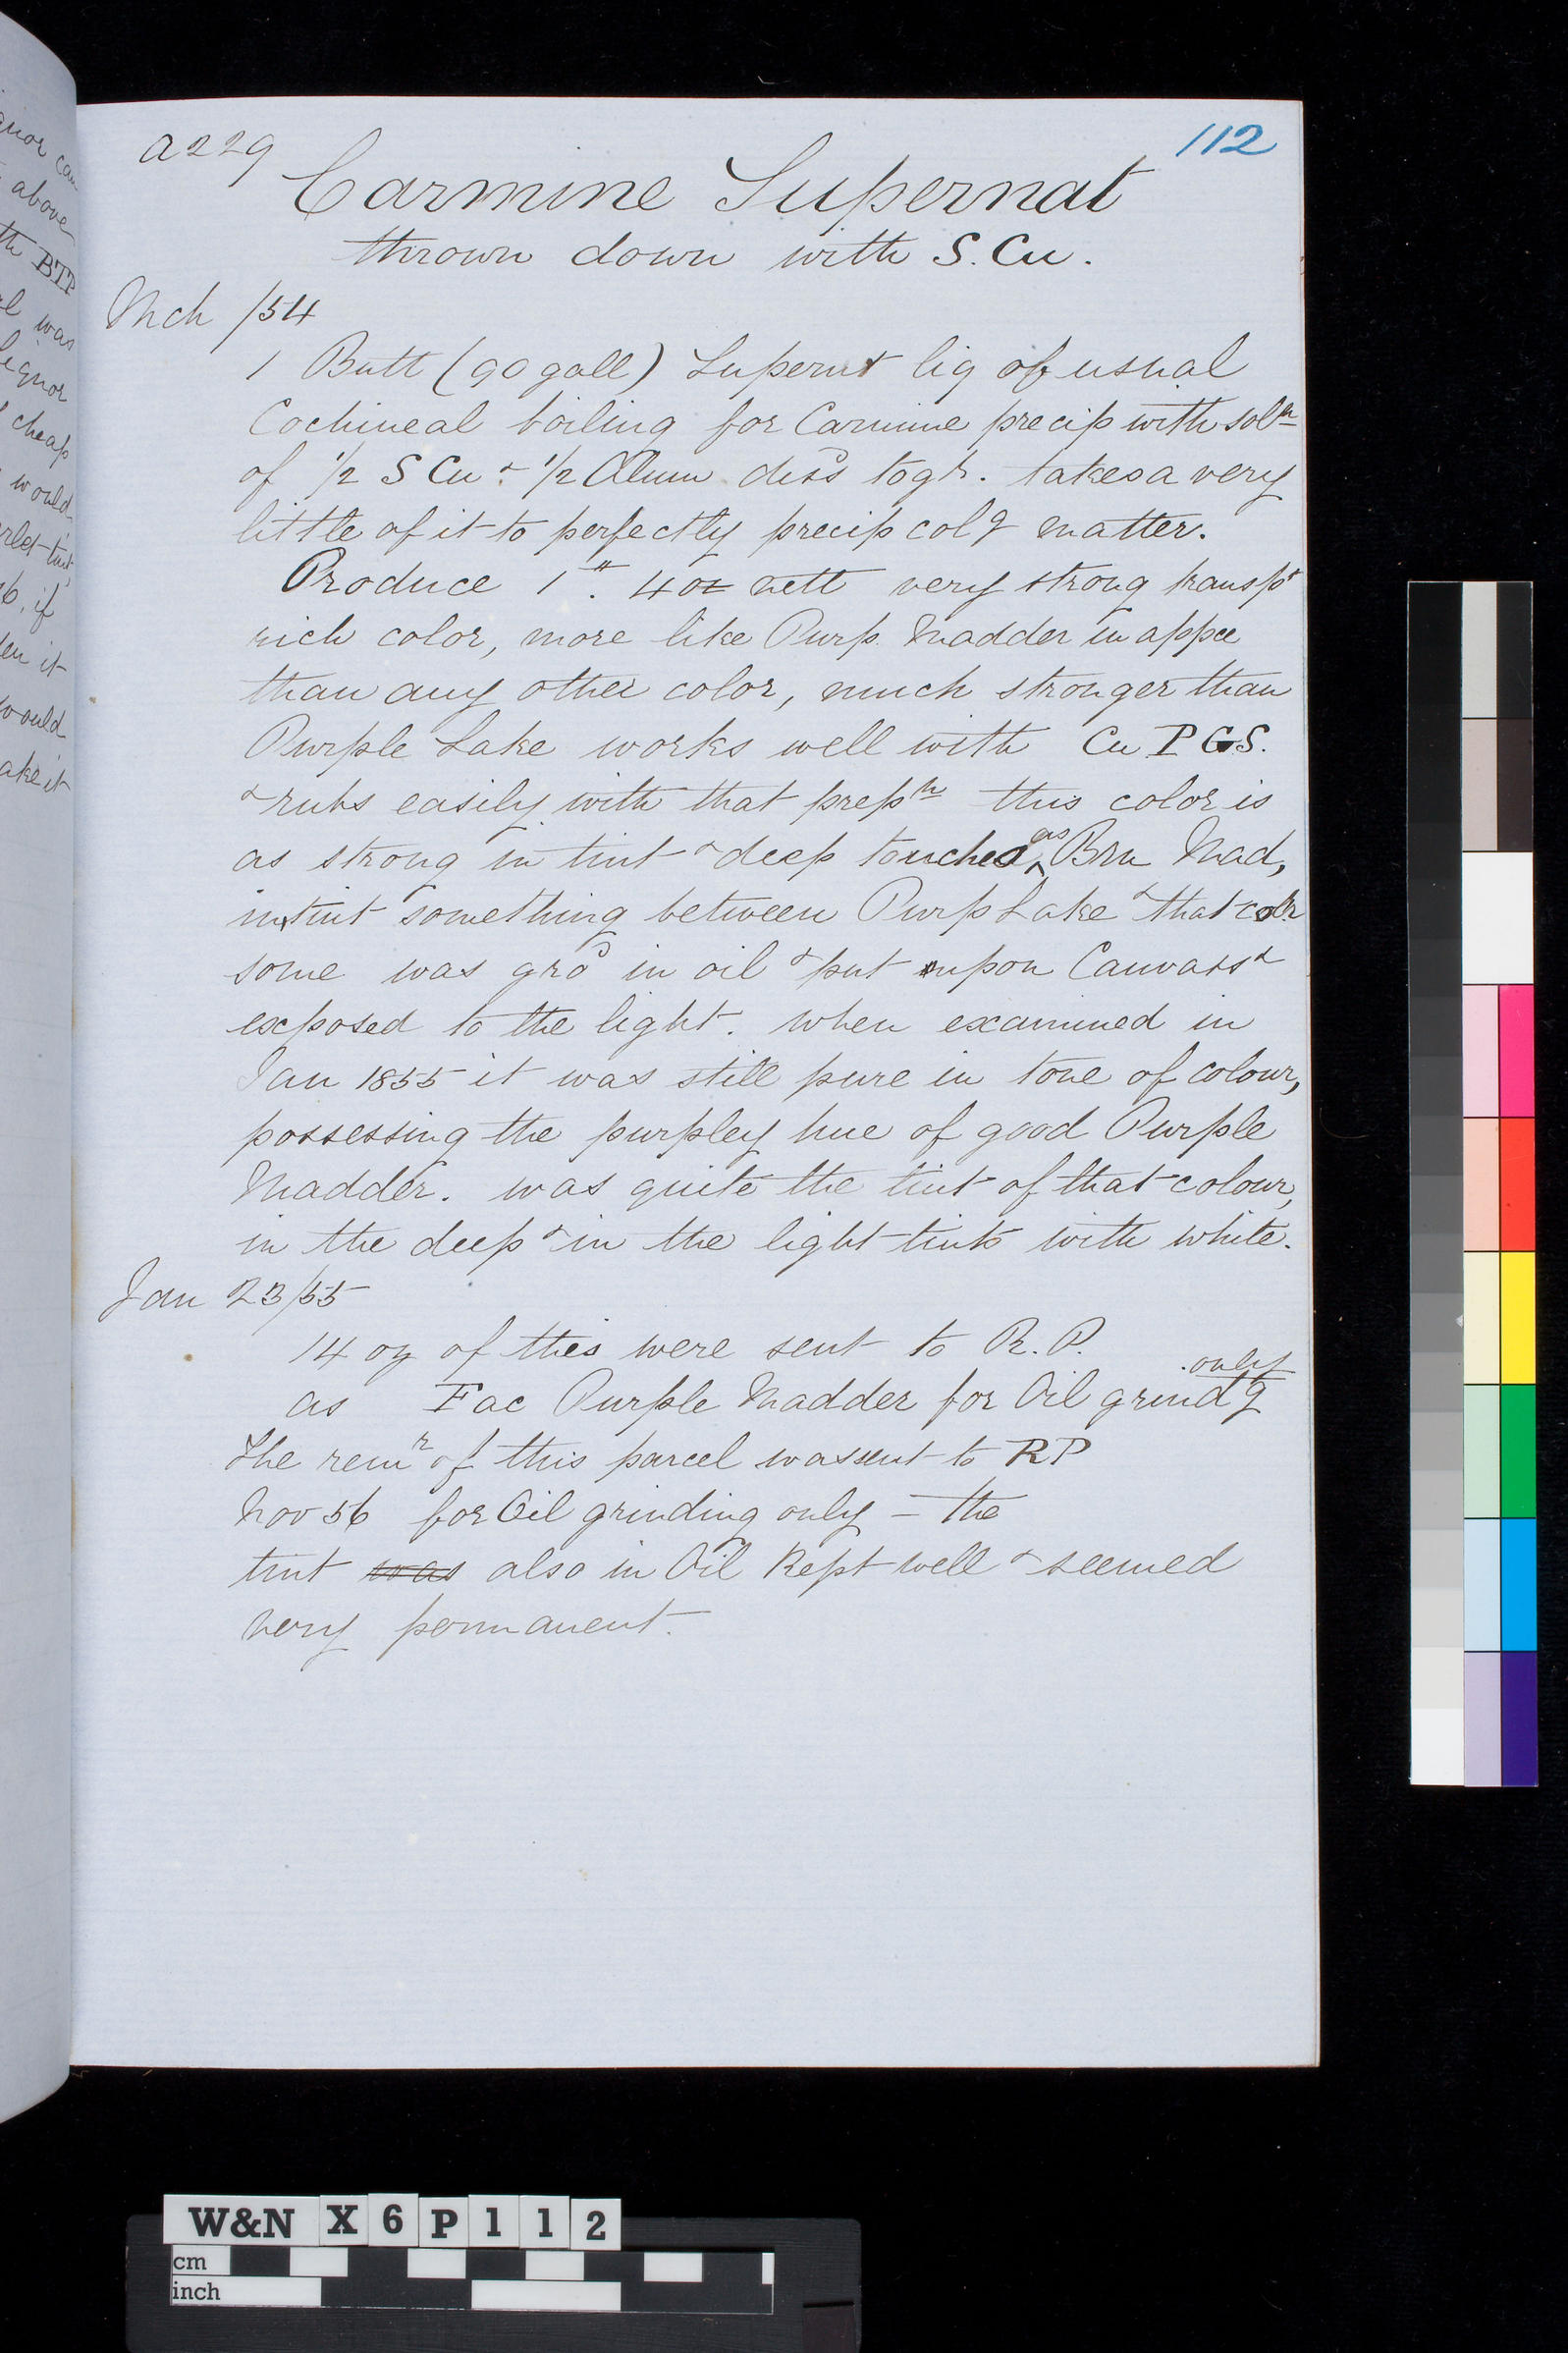 a229
112
Carmine Supernat
thrown down with S. Cu.
Mch /54
1 Butt (90 gall) Supernt liq of usual
Cochineal boiling for Carmine precip with solⁿ
of ½ S Cu & ½ Alum dissᵈ togʳ. takes a very
little of it to perfectly precip colᵍ matter.
Produce 1 ". 4 oz nett very strong transpᵗ
rich color, more like Purp. Madder in appce
than any other color, much stronger than
Purple Lake works well with Cu P G S.
& rubs easily with that prepⁿ this color is
as strong in tint & deep touches as Brn Mad,
in tint something between Purp Lake & that color
some was grᵈ in oil & put upon Canvass &
exposed to the light. when examined in
Jan 1855 it was still pure in tone of colour,
possessing the purpley hue of good Purple
Madder. was quite the tint of that colour,
in the deep & in the light tints with white.
Jan 23/55
14 oz of this were sent to R. P.
as Fac Purple Madder for Oil grindᵍ only
The remʳ of this parcel was sent to RP
Nov 56 for Oil grinding only – the
tint was also in Oil Kept well & seemed
very permanent.
quor can
above
th BTP
el was
liquor
cheap
would
rlet tint
6, if
en it
would
ake it
W&N X 6 P 1 1 2
cm
inch